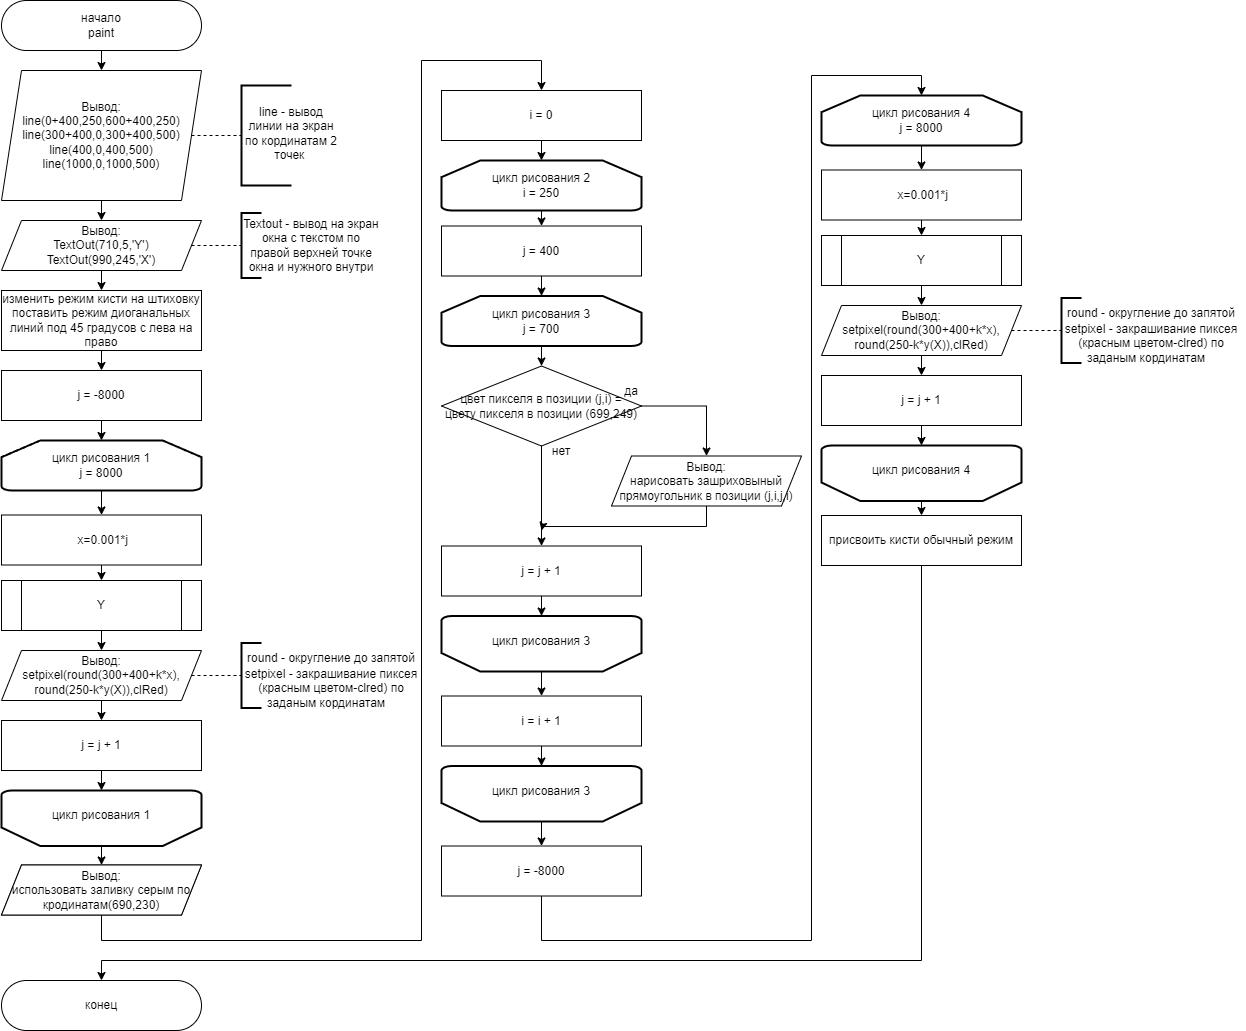 начало
paint
Вывод:
line(0+400,250,600+400,250)
line(300+400,0,300+400,500)
line(400,0,400,500)
line(1000,0,1000,500)
line - вывод
линии на экран
по кординатам 2
точек
Вывод:
TextOut(710,5,'Y')
TextOut(990,245,'X')
Textout - вывод на экран
окна с текстом по
правой верхней точке
окна и нужного внутри
изменить режим кисти на штиховку
поставить режим диоганальных
линий под 45 градусов с лева на
право
j = -8000
цикл рисования 1
j = 8000
x=0.001*j
Y
Вывод:
setpixel(round(300+400+k*x),
round(250-k*y(X)),clRed)
round - округление до запятой
setpixel - закрашивание пиксея
(красным цветом-clred) по
заданым кординатам
j = j + 1
цикл рисования 1
Вывод:
использовать заливку серым по
кродинатам(690,230)
конец
i = 0
цикл рисования 2
i = 250
j = 400
цикл рисования 3
j = 700
цвет пикселя в позиции (j,i) =
цвету пикселя в позиции (699,249)
да
нет
Вывод:
нарисовать зашриховыный
прямоугольник в позиции (j,i,j,i)
j = j + 1
цикл рисования 3
i = i + 1
цикл рисования 3
j = -8000
цикл рисования 4
j = 8000
x=0.001*j
Y
Вывод:
setpixel(round(300+400+k*x),
round(250-k*y(X)),clRed)
round - округление до запятой
setpixel - закрашивание пиксея
(красным цветом-clred) по
заданым кординатам
j = j + 1
цикл рисования 4
присвоить кисти обычный режим